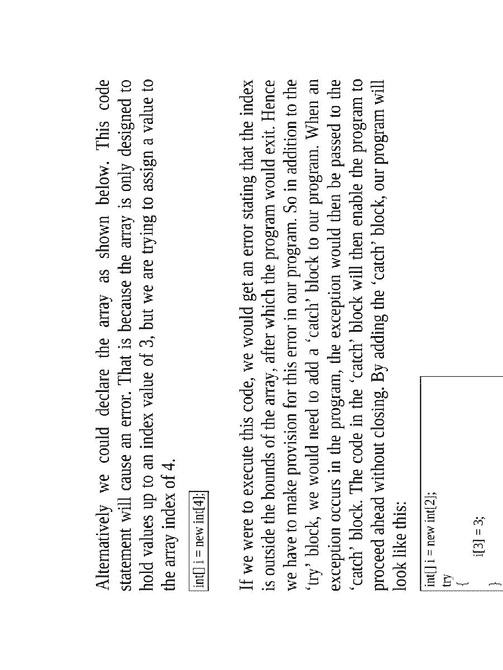 Alternatively we could declare the array as shown below. This code
statement will cause an error. That is because the array is only designed to
hold values up to an index value of 3, but we are trying to assign a value to
the array index of 4.
int[] i = new int[4];
If we were to execute this code, we would get an error stating that the index
is outside the bounds of the array, after which the program would exit. Hence
we have to make provision for this error in our program. So in addition to the
‘try’ block, we would need to add a ‘catch’ block to our program. When an
exception occurs in the program, the exception would then be passed to the
‘catch’ block. The code in the ‘catch’ block will then enable the program to
proceed ahead without closing. By adding the ‘catch’ block, our program will
look like this:
int[] i = new int[2];
try
{
i[3] = 3;
}